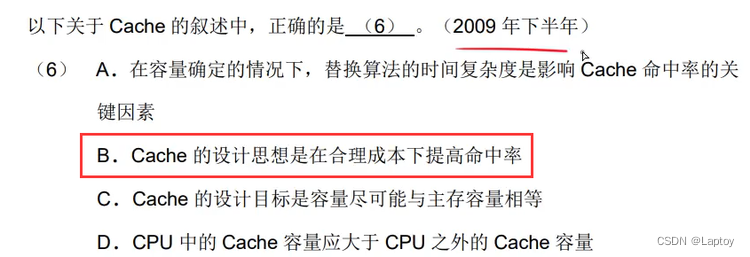 以下关于 Cache 的叙述中，正确的是 （6） 。（2009 年下半年）
（6） A．在容量确定的情况下，替换算法的时间复杂度是影响 Cache 命中率的关
键因素
B．Cache 的设计思想是在合理成本下提高命中率
C．Cache 的设计目标是容量尽可能与主存容量相等
D．CPU 中的 Cache 容量应大于 CPU 之外的 Cache 容量
CSDN @Laptoy